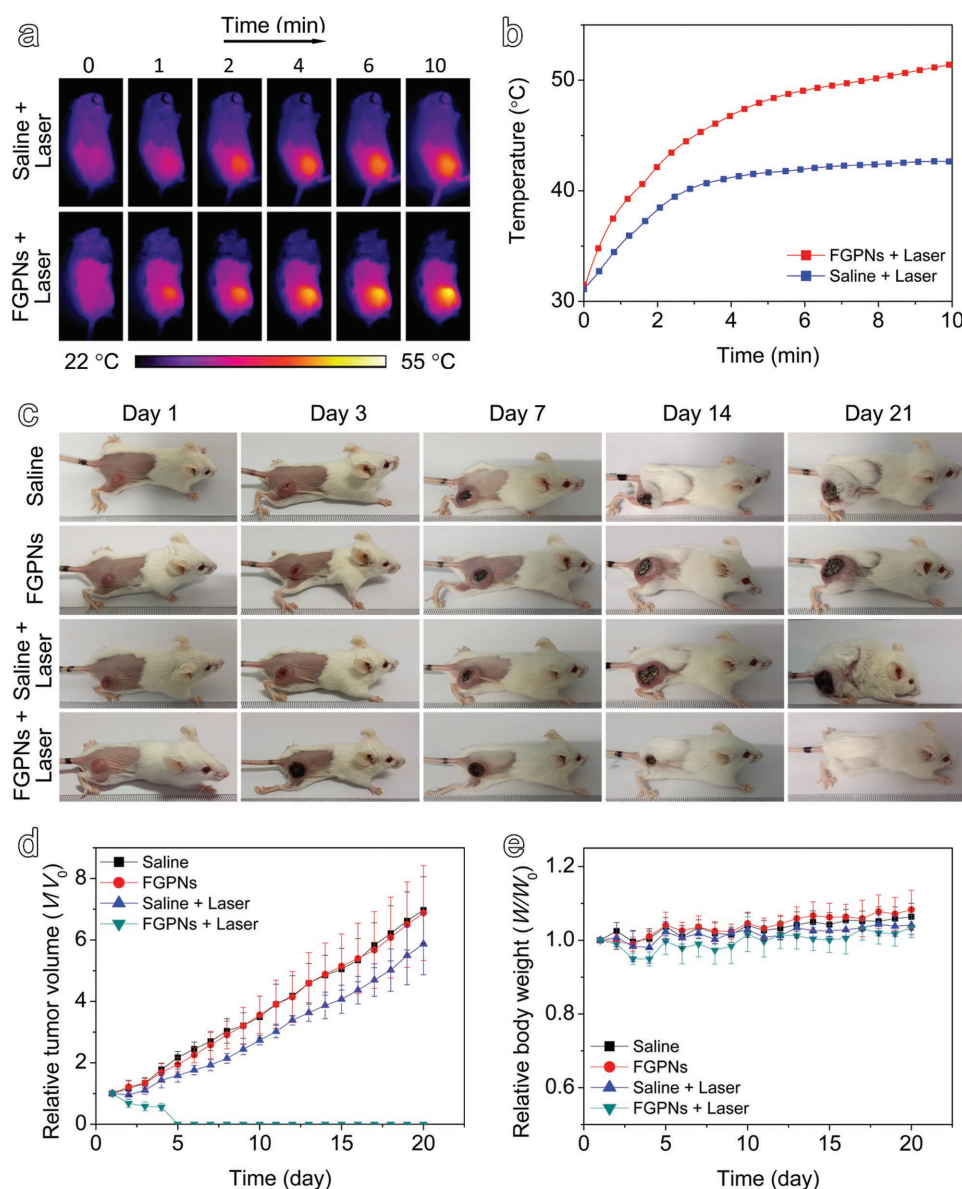 a
Time (min)
0 1 2 4 6 10
Saline +
Laser
FGPNs +
Laser
22 °C 55 °C
b
Temperature (°C)
50
40
30
0 2 4 6 8 10
Time (min)
FGPNs + Laser
Saline + Laser
c
Day 1 Day 3 Day 7 Day 14 Day 21
Saline
FGPNs
Saline +
Laser
FGPNs +
Laser
d
Relative tumor volume (V/V0)
8
6
4
2
0
0 5 10 15 20
Time (day)
Saline
FGPNs
Saline + Laser
FGPNs + Laser
e
Relative body weight (W/W0)
1.2
1.0
0.8
0.6
0 5 10 15 20
Time (day)
Saline
FGPNs
Saline + Laser
FGPNs + Laser